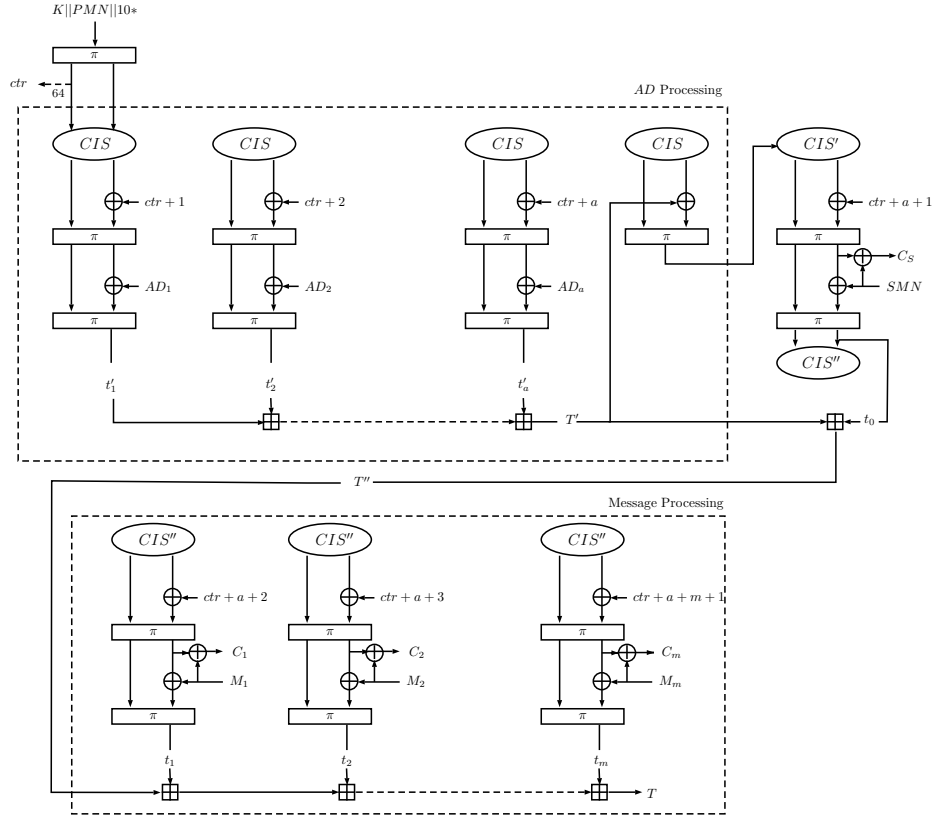 K||PMN||10∗
π
ctr
64
AD Processing
CIS CIS CIS CIS CIS′
ctr + 1 ctr + 2 ctr + a ctr + a + 1
π π π π π
C_S
AD_1 AD_2 AD_a SMN
π π π π
CIS″
t′_1 t′_2 t′_a
T′ t_0
T″
Message Processing
CIS″ CIS″ CIS″
ctr + a + 2 ctr + a + 3 ctr + a + m + 1
π π π
C_1 C_2 C_m
M_1 M_2 M_m
π π π
t_1 t_2 t_m
T